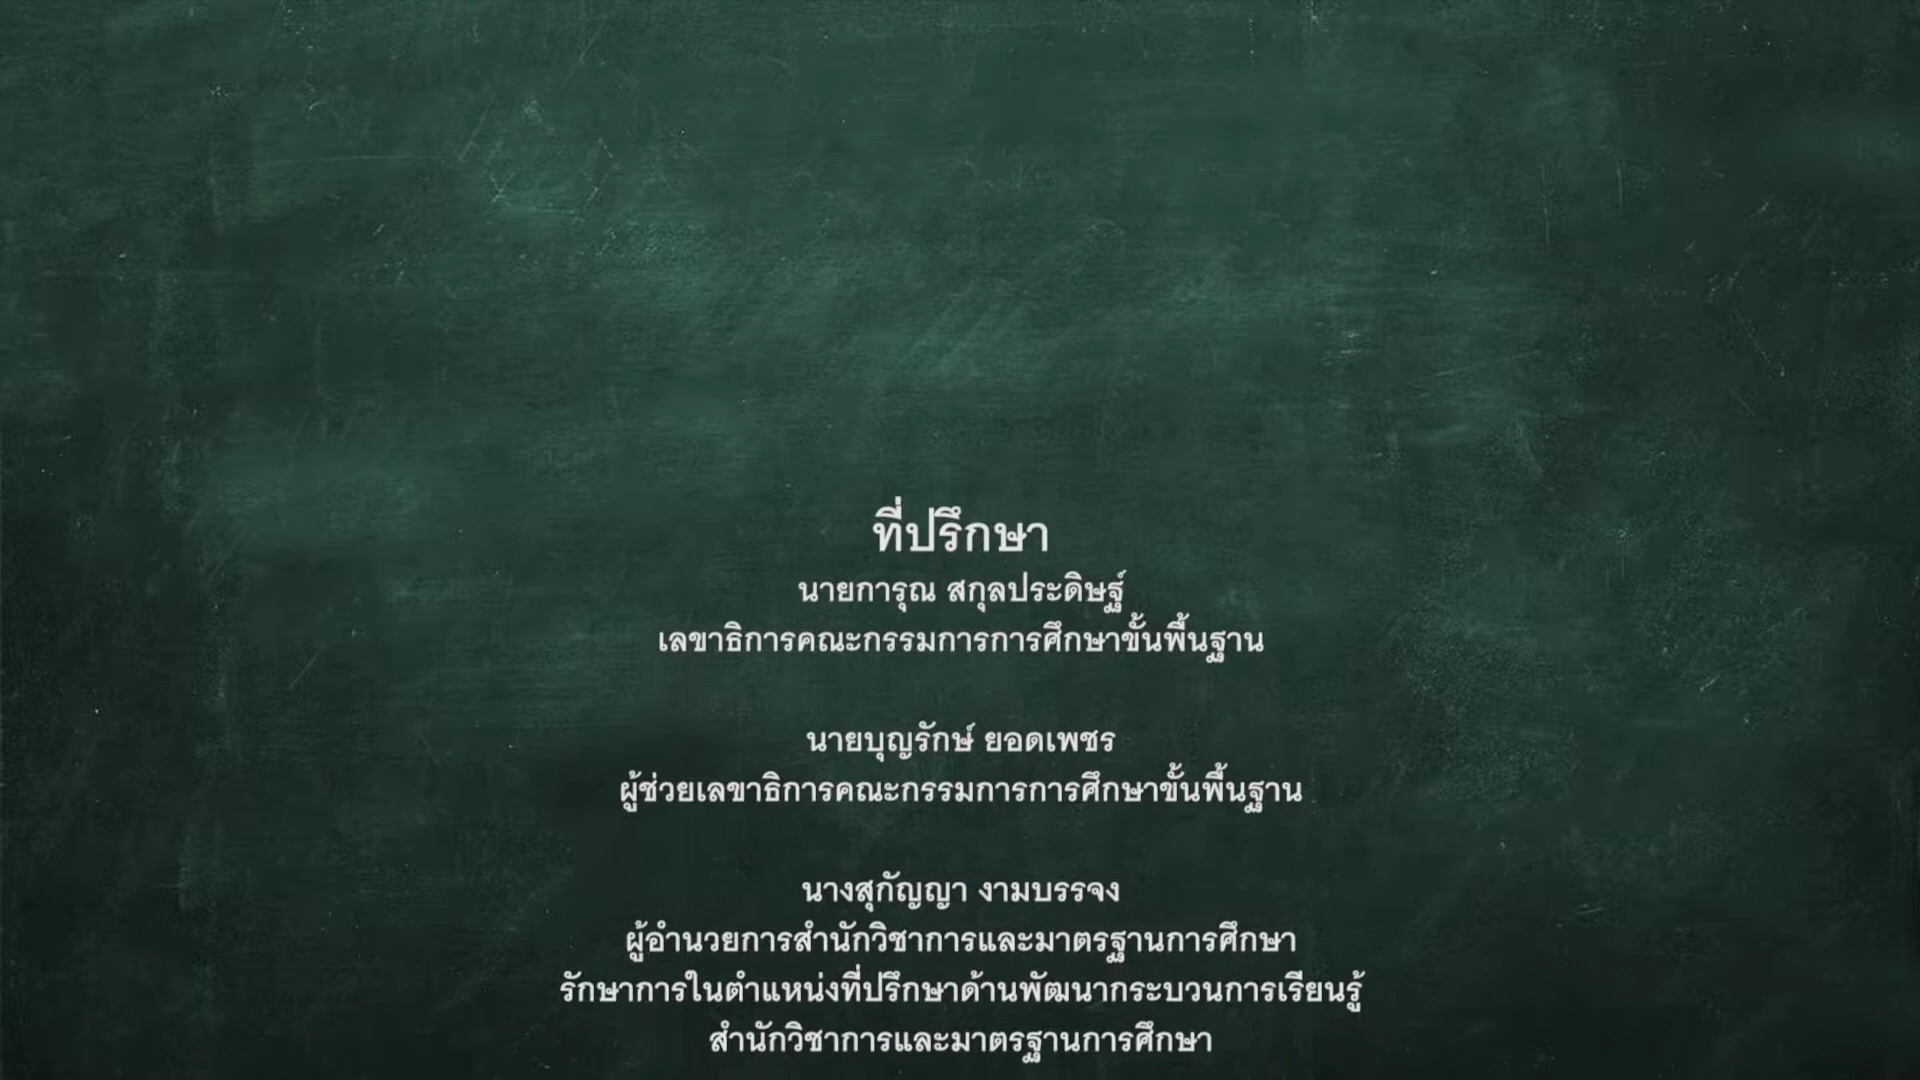 ที่ปรึกษา
นายการุณ สกุลประดิษฐ์
เลขาธิการคณะกรรมการการศึกษาขั้นพื้นฐาน
นายบุญรักษ์ ยอดเพชร
ผู้ช่วยเลขาธิการคณะกรรมการการศึกษาขั้นพื้นฐาน
นางสุกัญญา งามบรรจง
ผู้อำนวยการสำนักวิชาการและมาตรฐานการศึกษา
รักษาการในตำแหน่งที่ปรึกษาด้านพัฒนากระบวนการเรียนรู้
สำนักวิชาการและมาตรฐานการศึกษา